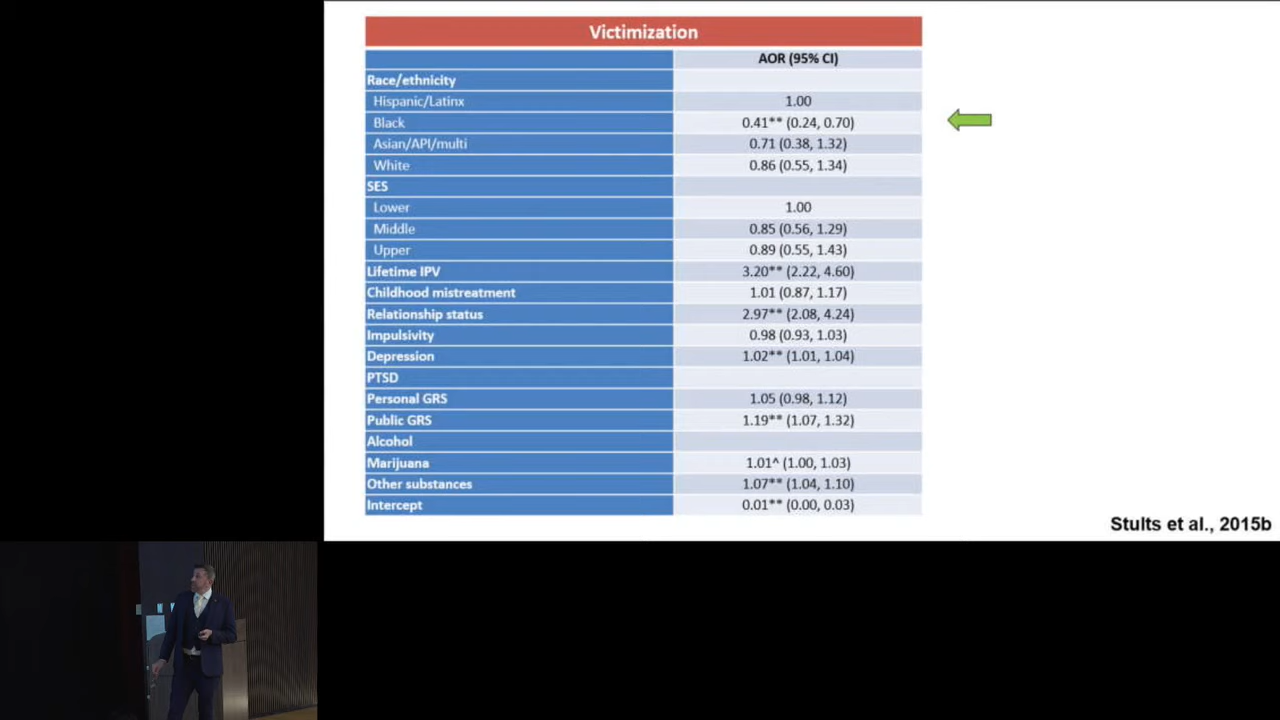 Victimization
AOR (95% CI)
Race/ethnicity
Hispanic/Latinx 1.00
Black 0.41** (0.24, 0.70)
Asian/API/multi 0.71 (0.38, 1.32)
White 0.86 (0.55, 1.34)
SES
Lower 1.00
Middle 0.85 (0.56, 1.29)
Upper 0.89 (0.55, 1.43)
Lifetime IPV 3.20** (2.22, 4.60)
Childhood mistreatment 1.01 (0.87, 1.17)
Relationship status 2.97** (2.08, 4.24)
Impulsivity 0.98 (0.93, 1.03)
Depression 1.02** (1.01, 1.04)
PTSD
Personal GRS 1.05 (0.98, 1.12)
Public GRS 1.19** (1.07, 1.32)
Alcohol
Marijuana 1.01^ (1.00, 1.03)
Other substances 1.07** (1.04, 1.10)
Intercept 0.01** (0.00, 0.03)
Stults et al., 2015b